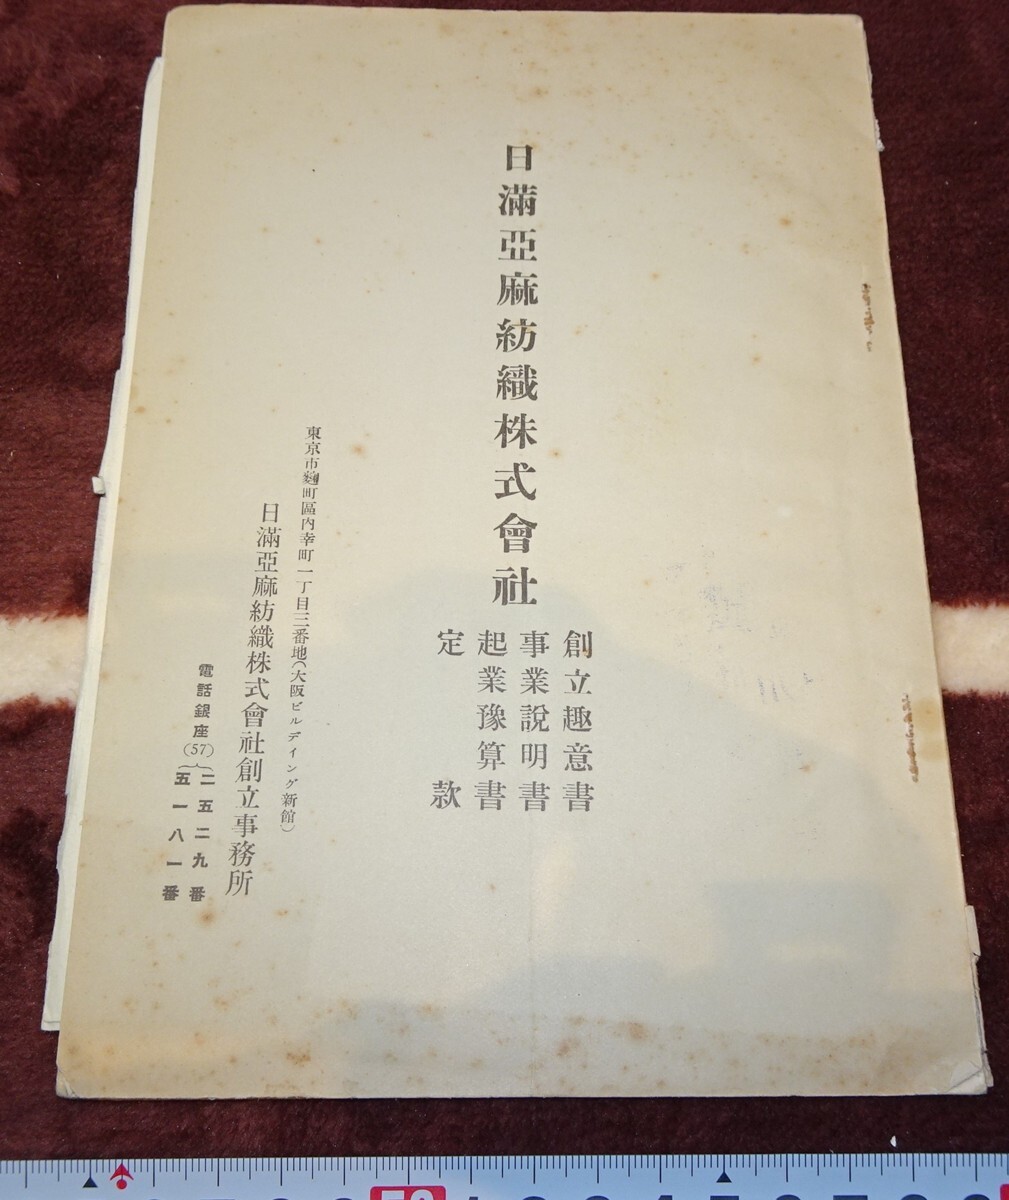 日滿亞麻紡織株式會社
創立趣意書
事業說明書
起業豫算書
定款
東京市麴町區內幸町一丁目三番地(大阪ビルディング新館)
日滿亞麻紡織株式會社創立事務所
電話銀座(57)
二五二九番
五一八一番